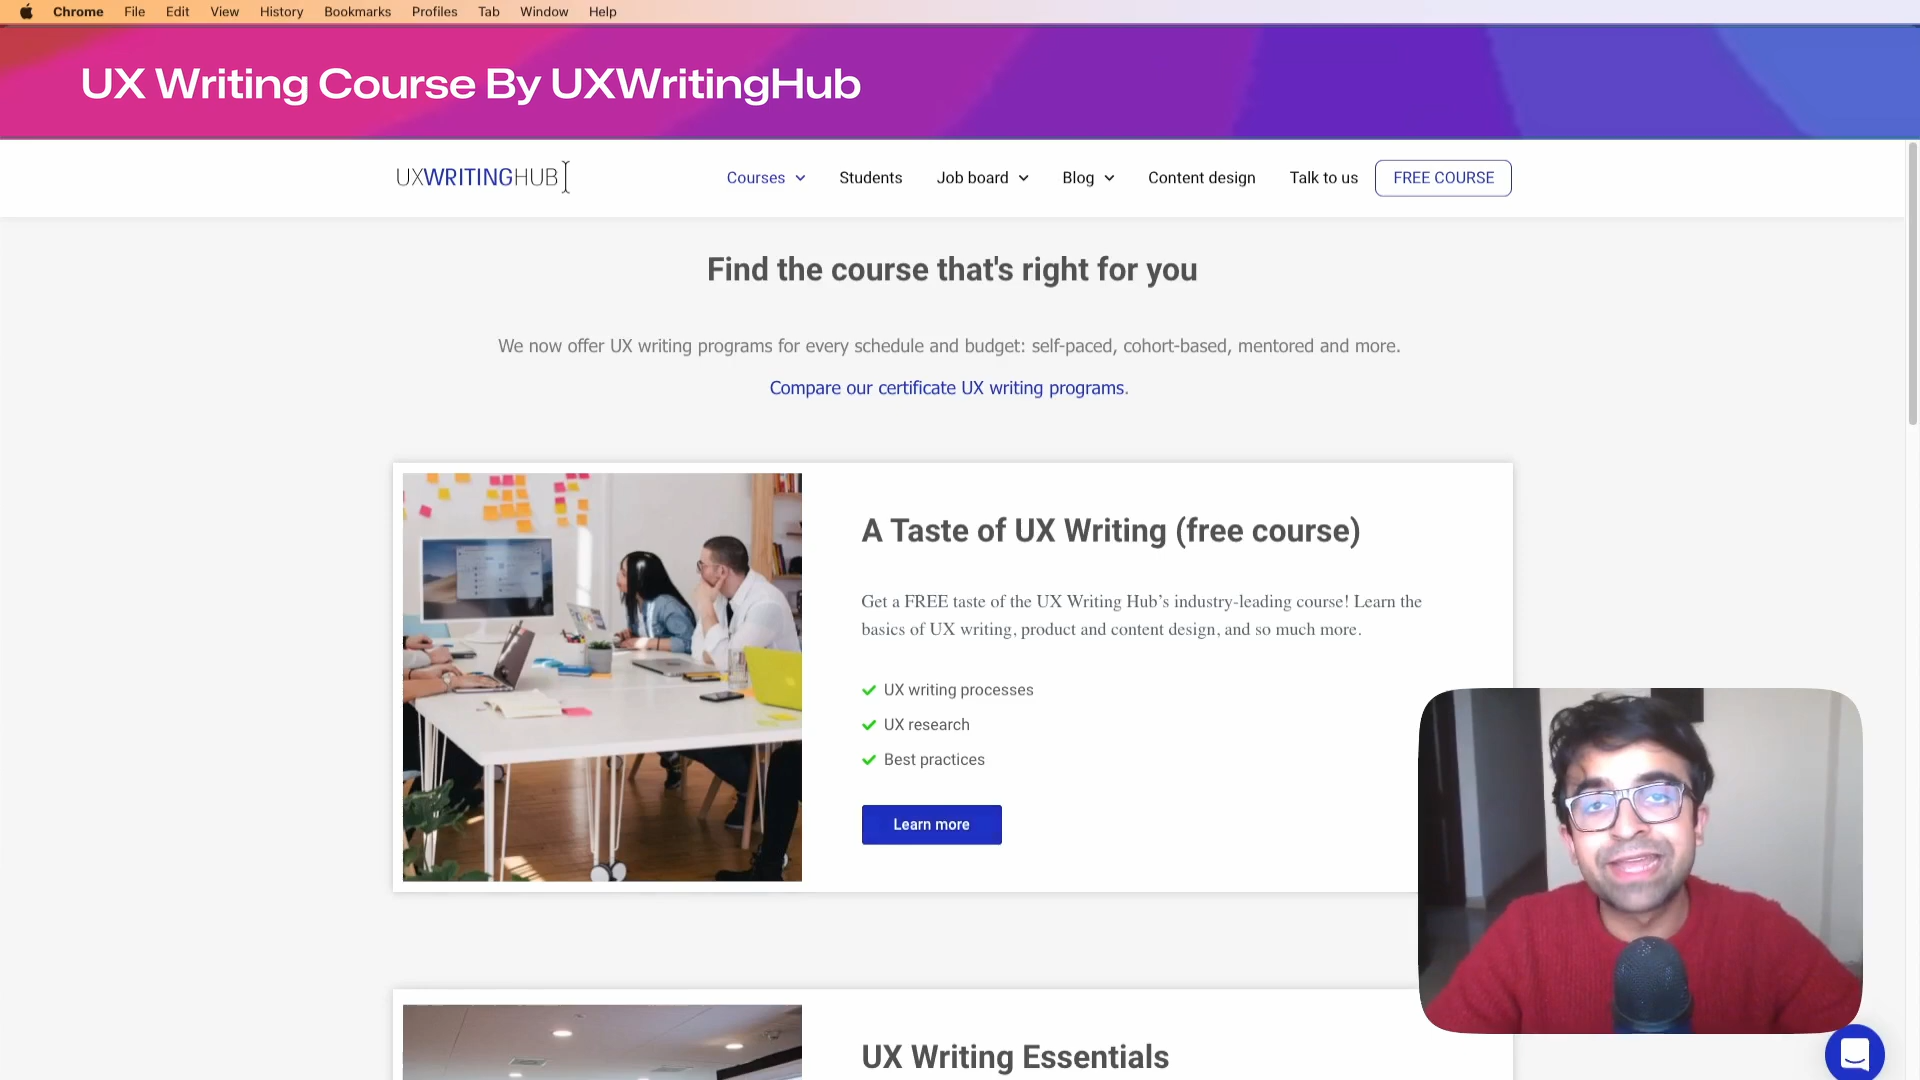 Chrome File Edit View History Bookmarks Profiles Tab Window Help
UX Writing Course By UXWritingHub
UXWRITINGHUB Courses Students Job board Blog Content design Talk to us FREE COURSE
Find the course that's right for you
We now offer UX writing programs for every schedule and budget: self-paced, cohort-based, mentored and more.
Compare our certificate UX writing programs.
A Taste of UX Writing (free course)
Get a FREE taste of the UX Writing Hub's industry-leading course! Learn the
basics of UX writing, product and content design, and so much more.
UX writing processes
UX research
Best practices
Learn more
UX Writing Essentials